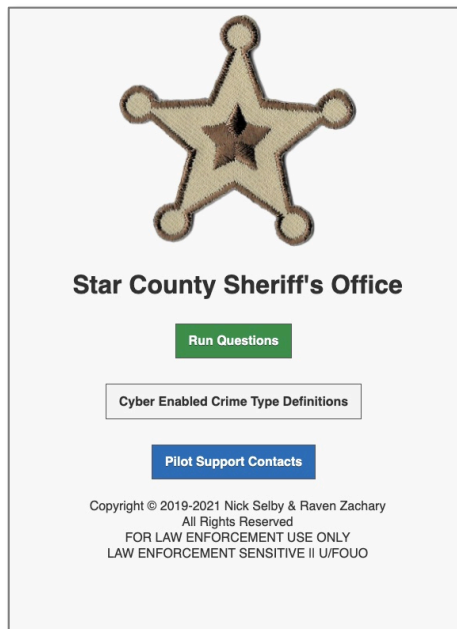 Star County Sheriff's Office
Run Questions
Cyber Enabled Crime Type Definitions
Pilot Support Contacts
Copyright © 2019-2021 Nick Selby & Raven Zachary
All Rights Reserved
FOR LAW ENFORCEMENT USE ONLY
LAW ENFORCEMENT SENSITIVE II U/FOUO